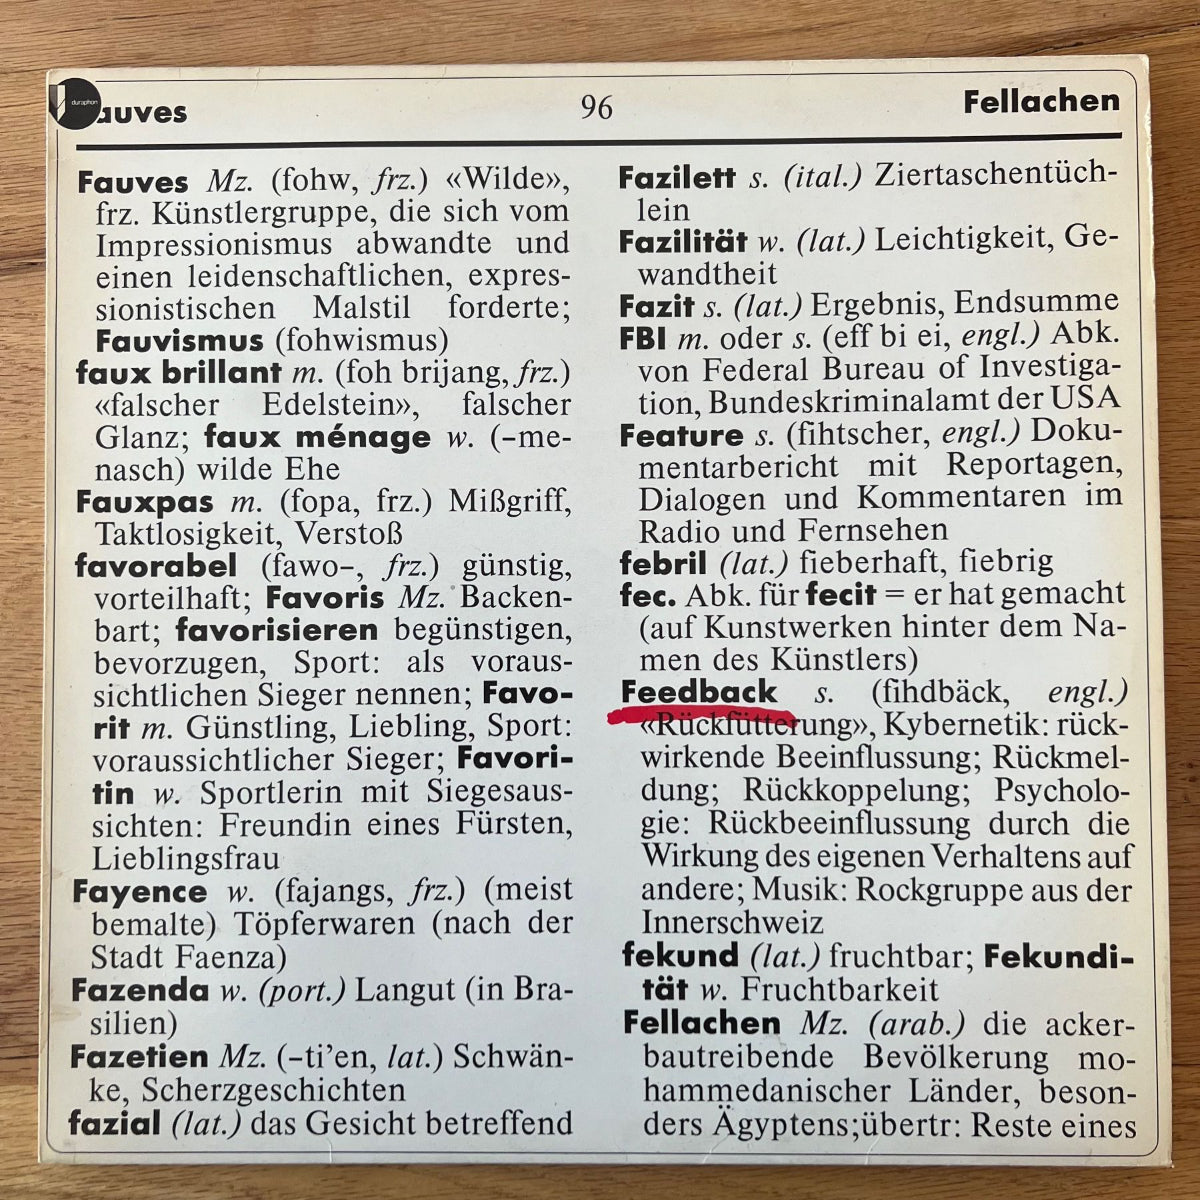 duraphon
auves
96
Fellachen
Fauves Mz. (fohw, frz.) «Wilde»,
frz. Künstlergruppe, die sich vom
Impressionismus abwandte und
einen leidenschaftlichen, expres-
sionistischen Malstil forderte;
Fauvismus (fohwismus)
faux brillant m. (foh brijang, frz.)
«falscher Edelstein», falscher
Glanz; faux ménage w. (–me-
nasch) wilde Ehe
Fauxpas m. (fopa, frz.) Mißgriff,
Taktlosigkeit, Verstoß
favorabel (fawo–, frz.) günstig,
vorteilhaft; Favoris Mz. Backen-
bart; favorisieren begünstigen,
bevorzugen, Sport: als voraus-
sichtlichen Sieger nennen; Favo-
rit m. Günstling, Liebling, Sport:
voraussichtlicher Sieger; Favori-
tin w. Sportlerin mit Siegesaus-
sichten: Freundin eines Fürsten,
Lieblingsfrau
Fayence w. (fajangs, frz.) (meist
bemalte) Töpferwaren (nach der
Stadt Faenza)
Fazenda w. (port.) Langut (in Bra-
silien)
Fazetien Mz. (–ti'en, lat.) Schwän-
ke, Scherzgeschichten
fazial (lat.) das Gesicht betreffend
Fazilett s. (ital.) Ziertaschentüch-
lein
Fazilität w. (lat.) Leichtigkeit, Ge-
wandtheit
Fazit s. (lat.) Ergebnis, Endsumme
FBI m. oder s. (eff bi ei, engl.) Abk.
von Federal Bureau of Investiga-
tion, Bundeskriminalamt der USA
Feature s. (fihtscher, engl.) Doku-
mentarbericht mit Reportagen,
Dialogen und Kommentaren im
Radio und Fernsehen
febril (lat.) fieberhaft, fiebrig
fec. Abk. für fecit = er hat gemacht
(auf Kunstwerken hinter dem Na-
men des Künstlers)
Feedback s. (fihdbäck, engl.)
«Rückfütterung», Kybernetik: rück-
wirkende Beeinflussung; Rückmel-
dung; Rückkoppelung; Psycholo-
gie: Rückbeeinflussung durch die
Wirkung des eigenen Verhaltens auf
andere; Musik: Rockgruppe aus der
Innerschweiz
fekund (lat.) fruchtbar; Fekundi-
tät w. Fruchtbarkeit
Fellachen Mz. (arab.) die acker-
bautreibende Bevölkerung mo-
hammedanischer Länder, beson-
ders Ägyptens;übertr: Reste eines